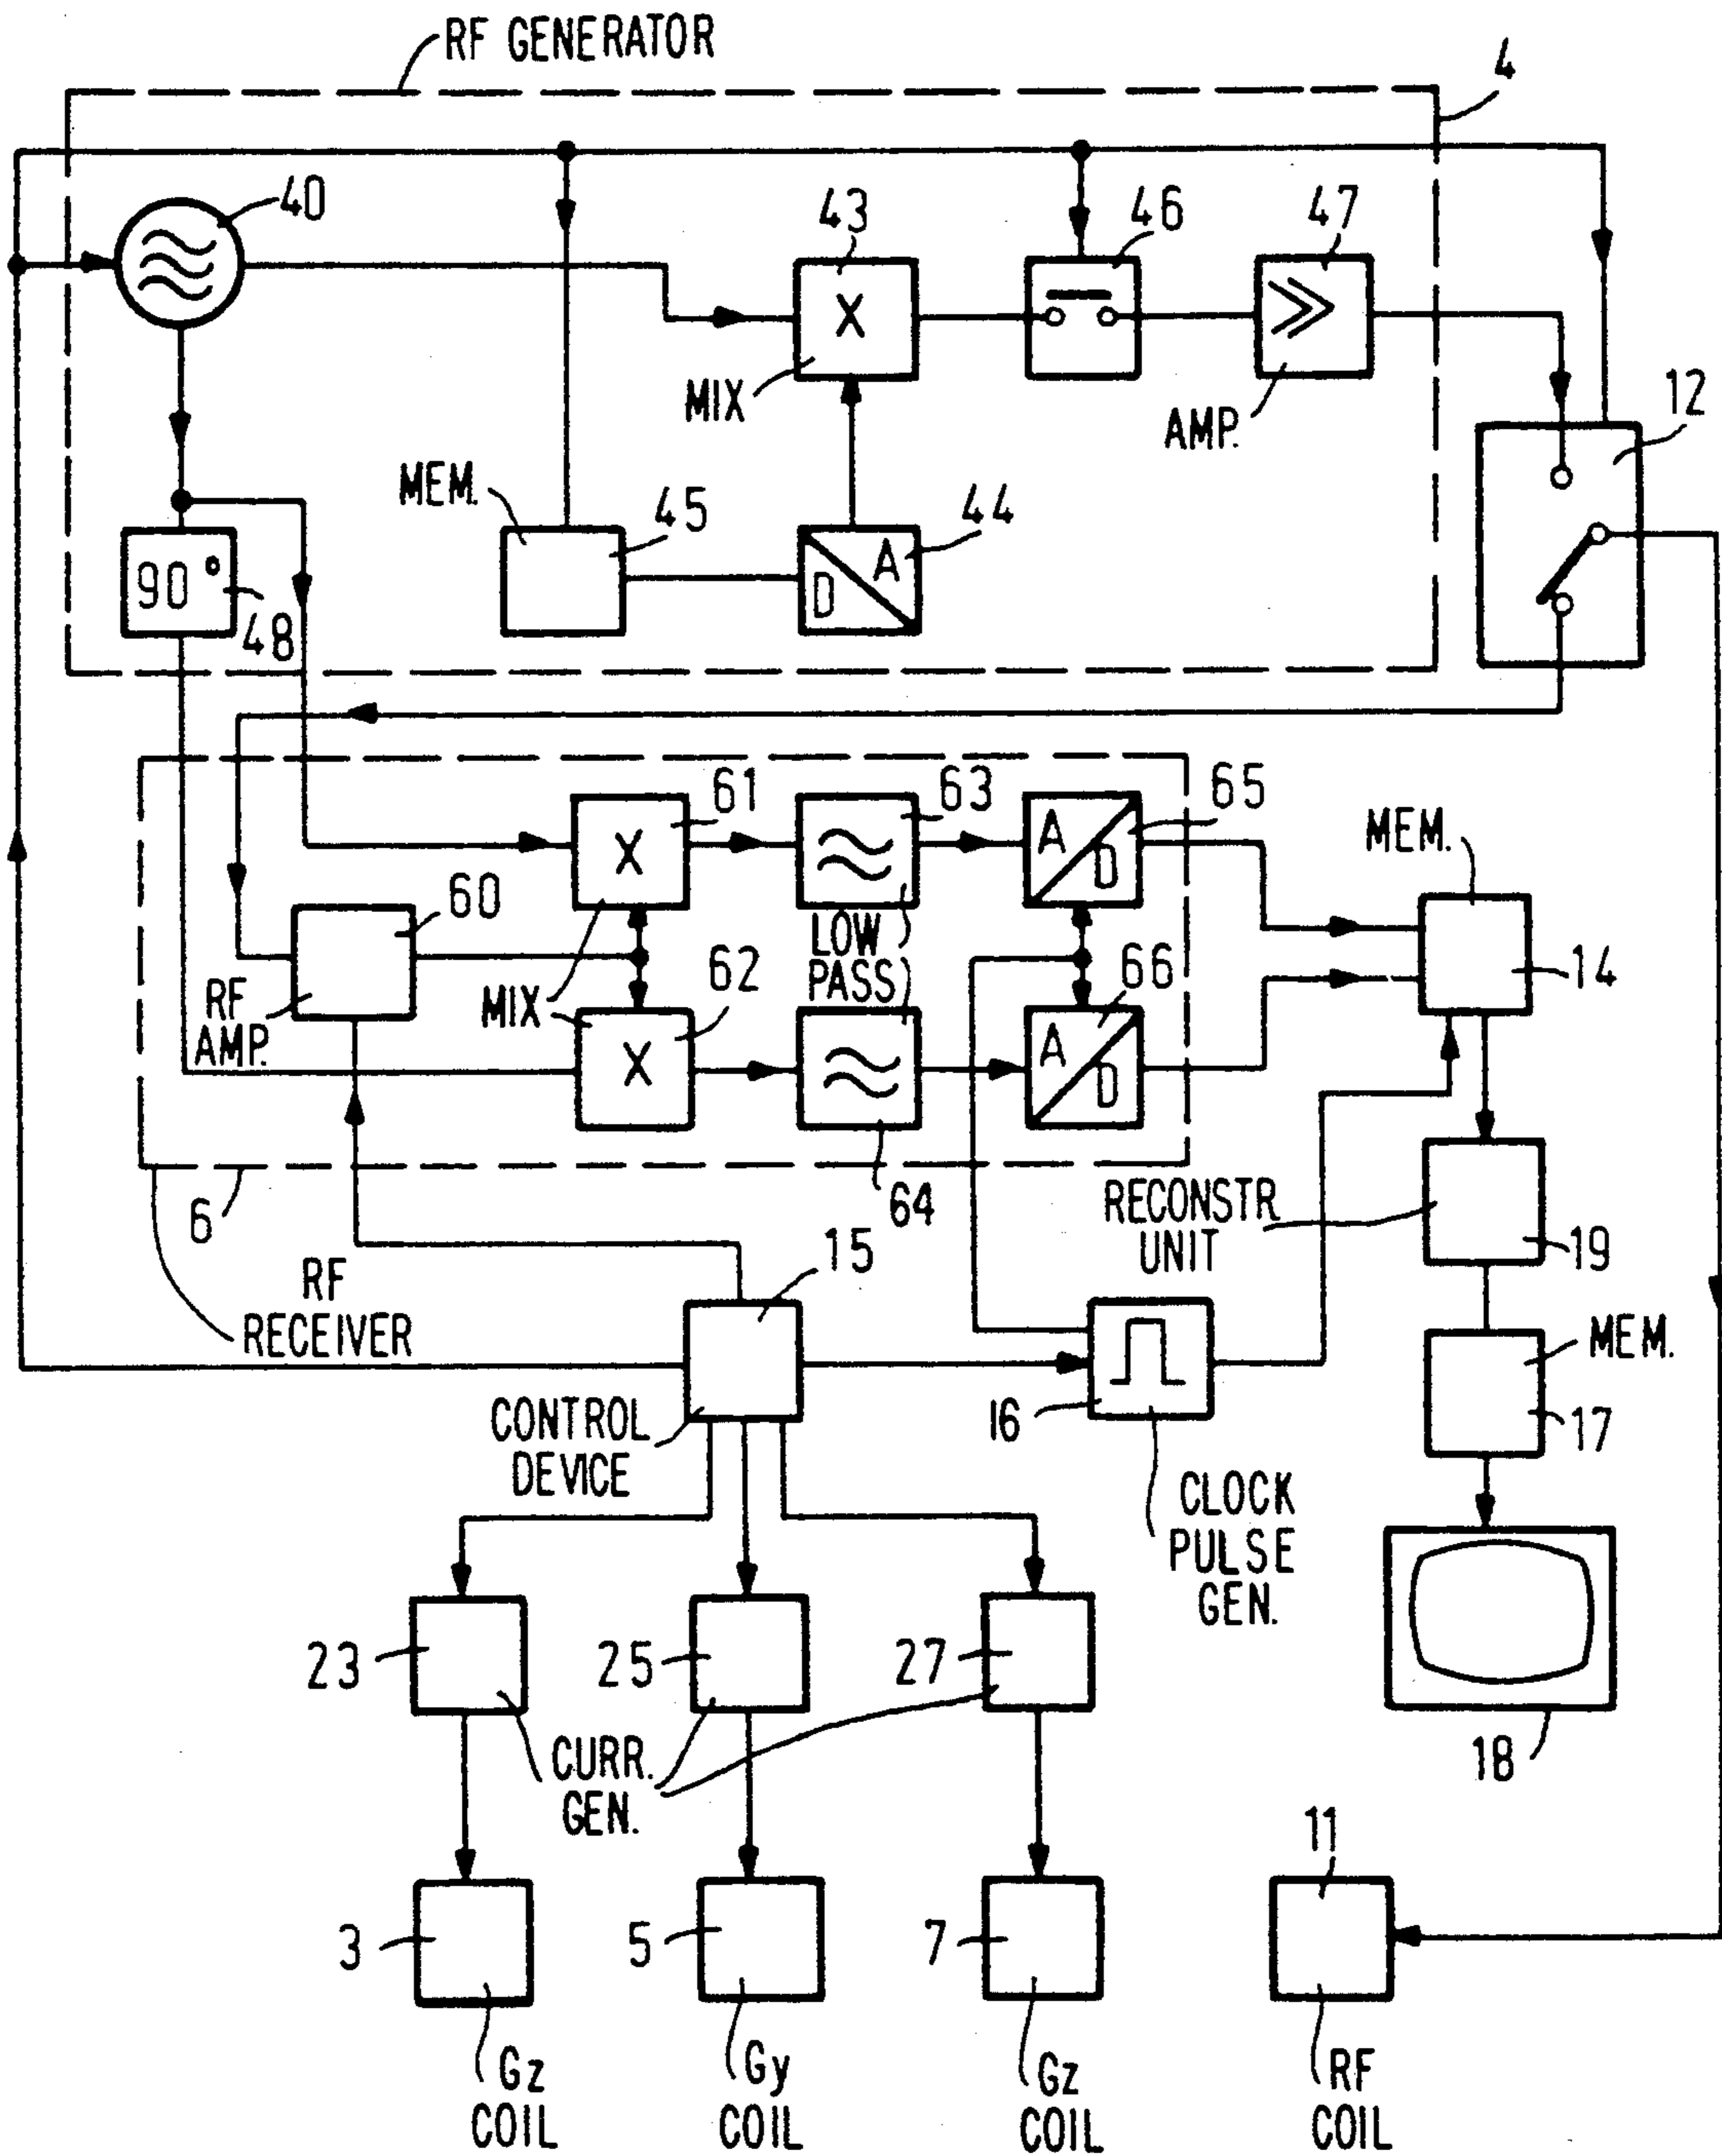 RF GENERATOR
4
40
43
46
47
X
MIX
AMP.
12
MEM.
45
44
D A
90°
48
61
63
65
MEM.
X
A D
60
LOW
PASS
14
RF
AMP.
MIX
62
66
X
A D
6
64
RECONSTR
UNIT
19
RF
RECEIVER
15
MEM.
CONTROL
DEVICE
16
17
CLOCK
PULSE
GEN.
23
25
27
CURR.
GEN.
18
11
3
5
7
Gz
COIL
Gy
COIL
Gz
COIL
RF
COIL